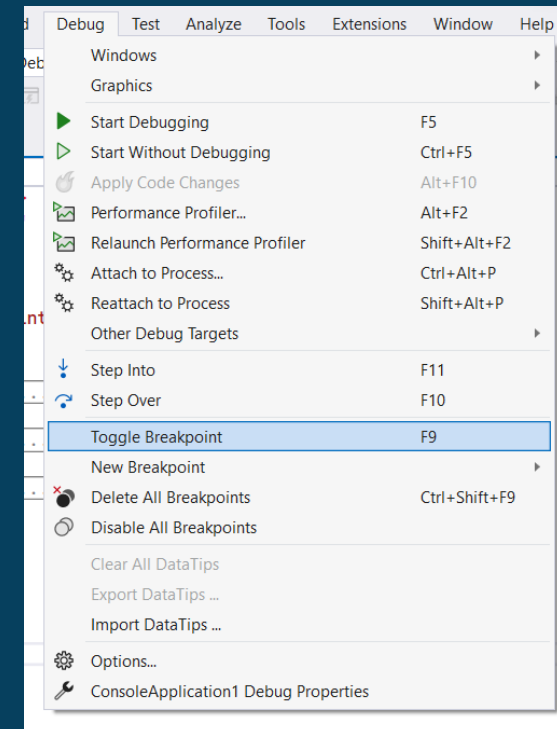 Debug Test Analyze Tools Extensions Window Help
Windows
Graphics
Start Debugging F5
Start Without Debugging Ctrl+F5
Apply Code Changes Alt+F10
Performance Profiler... Alt+F2
Relaunch Performance Profiler Shift+Alt+F2
Attach to Process... Ctrl+Alt+P
Reattach to Process Shift+Alt+P
Other Debug Targets
Step Into F11
Step Over F10
Toggle Breakpoint F9
New Breakpoint
Delete All Breakpoints Ctrl+Shift+F9
Disable All Breakpoints
Clear All DataTips
Export DataTips ...
Import DataTips ...
Options...
ConsoleApplication1 Debug Properties